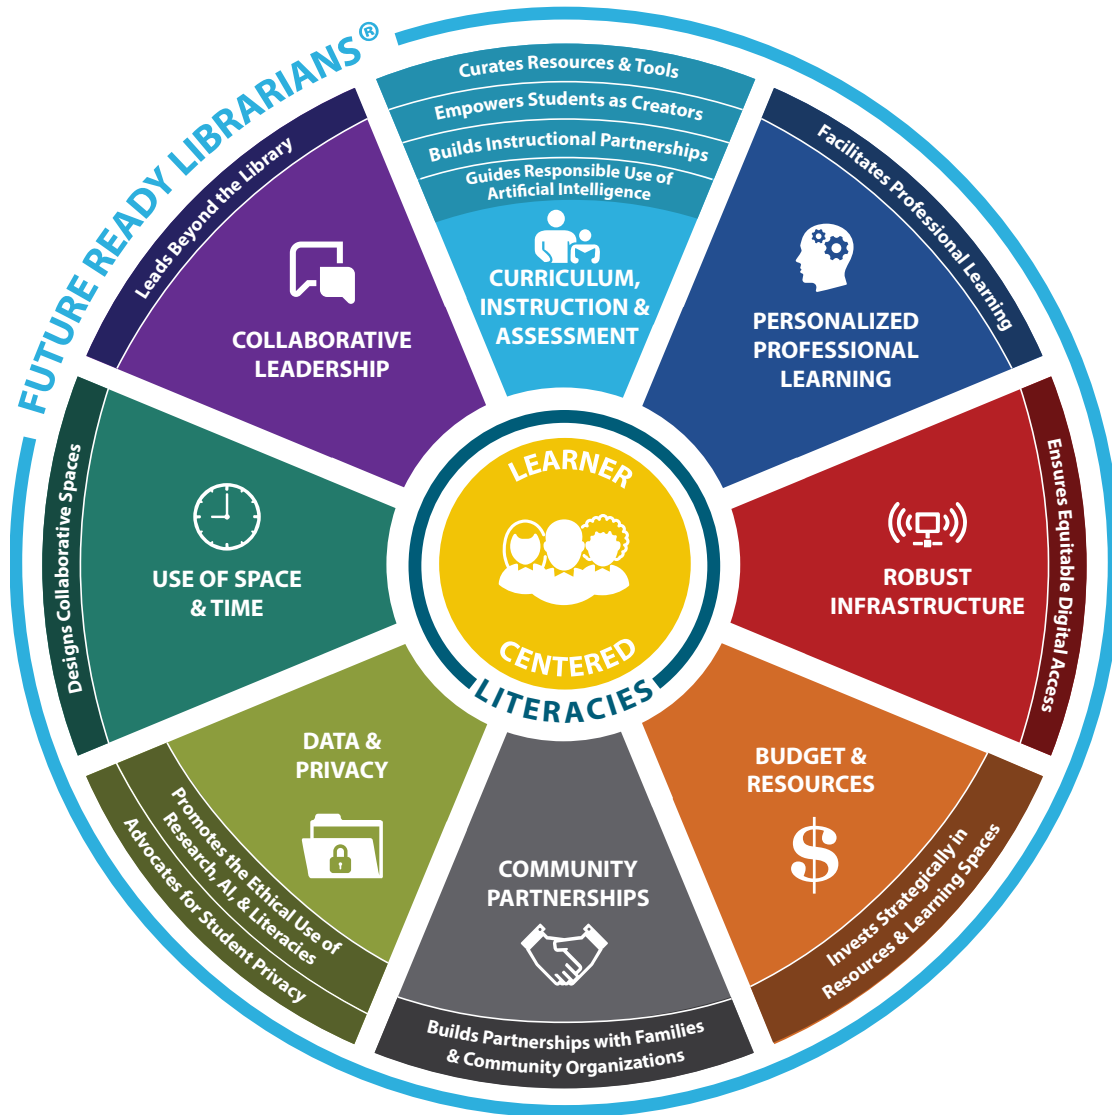 FUTURE READY LIBRARIANS®
Curates Resources & Tools
Empowers Students as Creators
Builds Instructional Partnerships
Guides Responsible Use of
Artificial Intelligence
CURRICULUM,
INSTRUCTION &
ASSESSMENT
Facilitates Professional Learning
PERSONALIZED
PROFESSIONAL
LEARNING
Ensures Equitable Digital Access
ROBUST
INFRASTRUCTURE
BUDGET &
RESOURCES
$
Invests Strategically in
Resources & Learning Spaces
COMMUNITY
PARTNERSHIPS
Builds Partnerships with Families
& Community Organizations
DATA &
PRIVACY
Promotes the Ethical Use of
Research, AI, & Literacies
Advocates for Student Privacy
Designs Collaborative Spaces
USE OF SPACE
& TIME
Leads Beyond the Library
COLLABORATIVE
LEADERSHIP
LEARNER
CENTERED
LITERACIES